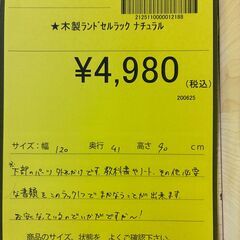 2125110000012188
★木製ランドセルラック ナチュラル
¥4,980
(税込)
200625
サイズ:幅 120 奥行 41 高さ 90 cm
※下部のパーツ外れかけです。教科書やノート、その他必要
な書類をこのラック1つでまかなうことが出来ます
お安くなっているのでいかがですか〜!
商品のサイズ、状態を よくご確認下さい